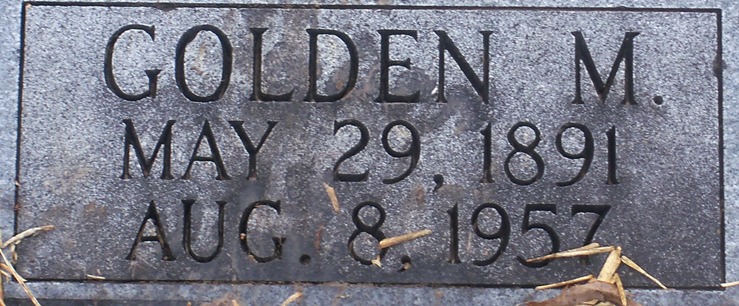 GOLDEN M.
MAY 29, 1891
AUG. 8, 1957